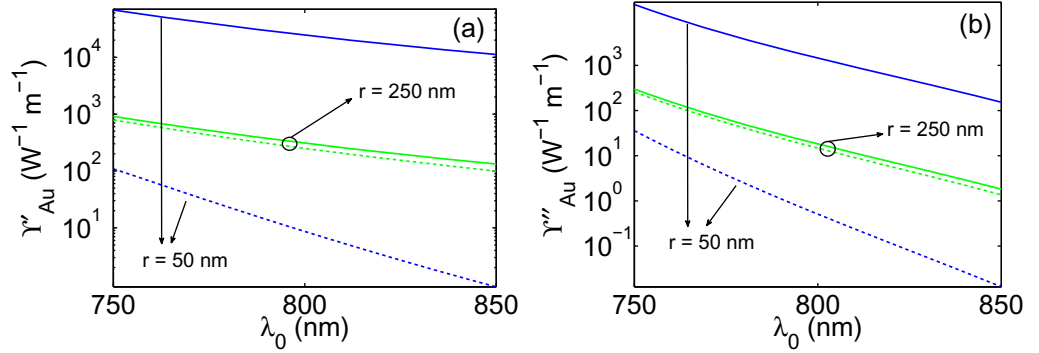 (a)
10⁴
10³
10²
10¹
ϒ″Au (W⁻¹ m⁻¹)
r = 250 nm
r = 50 nm
750
800
850
λ₀ (nm)
(b)
10³
10²
10¹
10⁰
10⁻¹
ϒ‴Au (W⁻¹ m⁻¹)
r = 250 nm
r = 50 nm
750
800
850
λ₀ (nm)